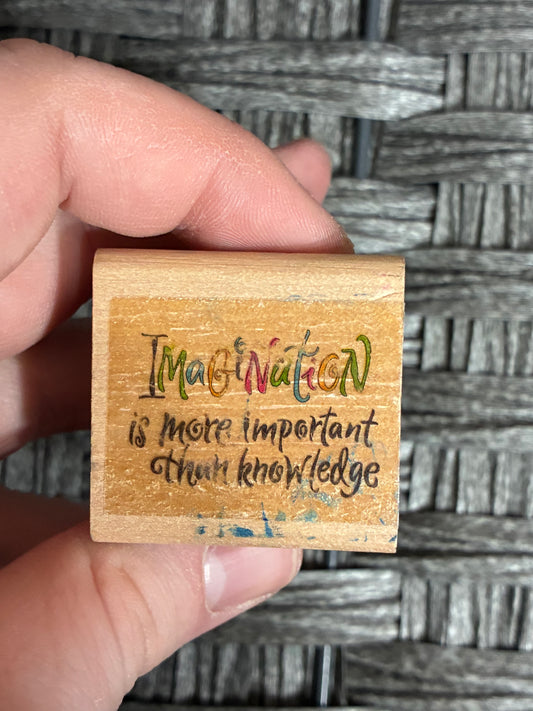 IMaGiNatiON
is more important
than knowledge